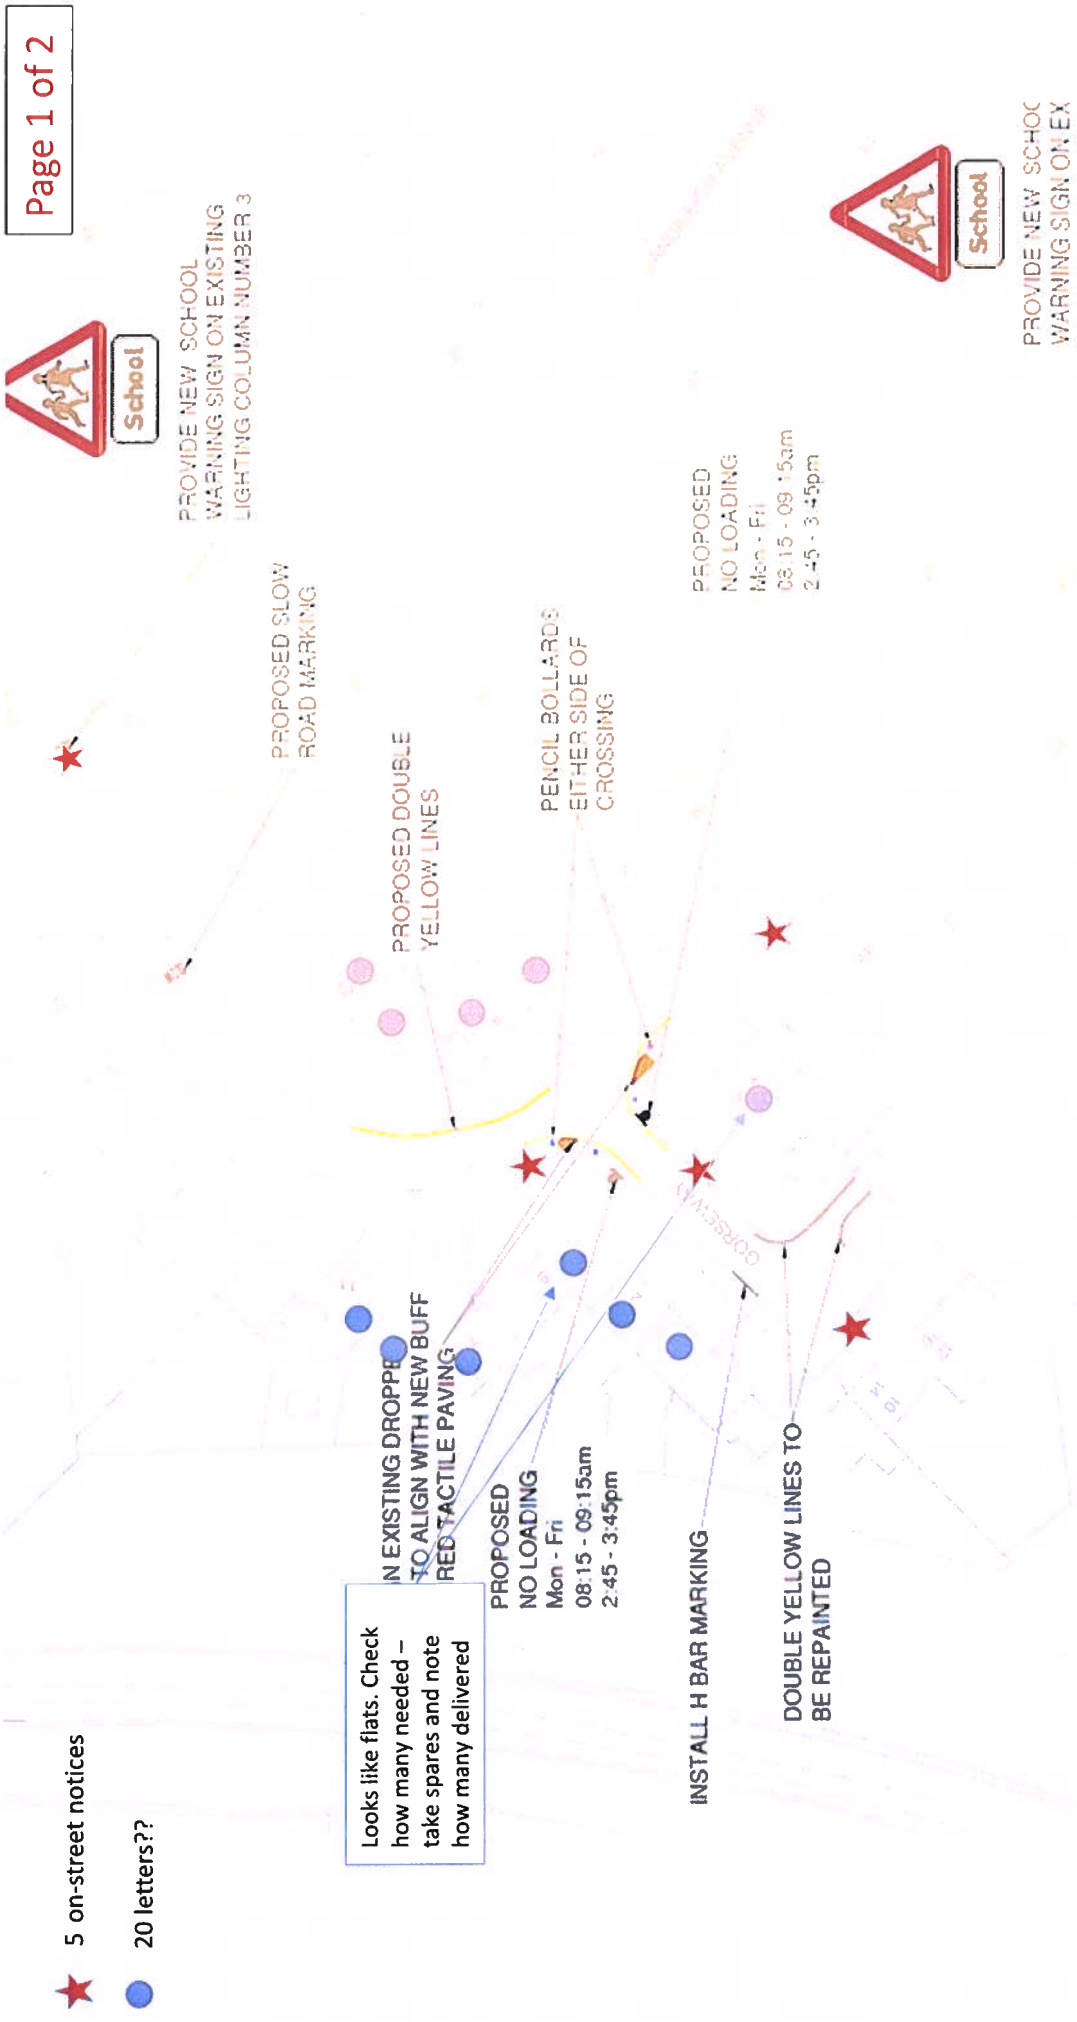 Page 1 of 2
5 on-street notices
20 letters??
School
PROVIDE NEW SCHOOL
WARNING SIGN ON EXISTING
LIGHTING COLUMN NUMBER 3
PROPOSED SLOW
ROAD MARKING
PROPOSED DOUBLE
YELLOW LINES
Looks like flats. Check
how many needed –
take spares and note
how many delivered
N EXISTING DROPPE
TO ALIGN WITH NEW BUFF
RED TACTILE PAVING
PROPOSED
NO LOADING
Mon - Fri
08:15 - 09:15am
2:45 - 3:45pm
PENCIL BOLLARDS
EITHER SIDE OF
CROSSING
PROPOSED
NO LOADING
Mon - Fri
08:15 - 09:15am
2:45 - 3:45pm
GORSEWAY
INSTALL H BAR MARKING
DOUBLE YELLOW LINES TO
BE REPAINTED
School
PROVIDE NEW SCHOO
WARNING SIGN ON EX